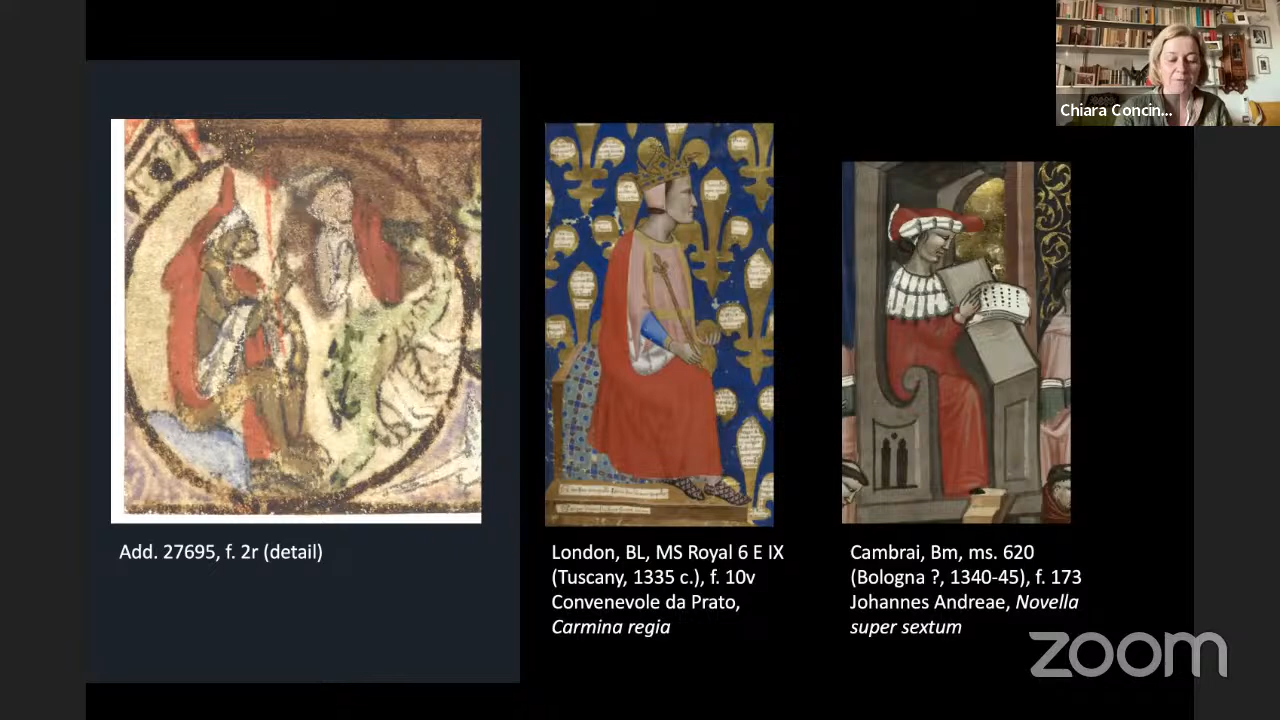 Chiara Concin...
Add. 27695, f. 2r (detail)
London, BL, MS Royal 6 E IX
(Tuscany, 1335 c.), f. 10v
Convenevole da Prato,
Carmina regia
Cambrai, Bm, ms. 620
(Bologna ?, 1340-45), f. 173
Johannes Andreae, Novella
super sextum
zoom